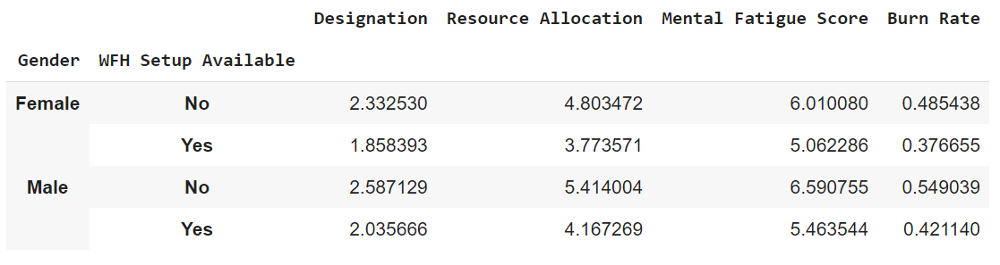 Designation Resource Allocation Mental Fatigue Score Burn Rate
Gender WFH Setup Available
Female No 2.332530 4.803472 6.010080 0.485438
Yes 1.858393 3.773571 5.062286 0.376655
Male No 2.587129 5.414004 6.590755 0.549039
Yes 2.035666 4.167269 5.463544 0.421140